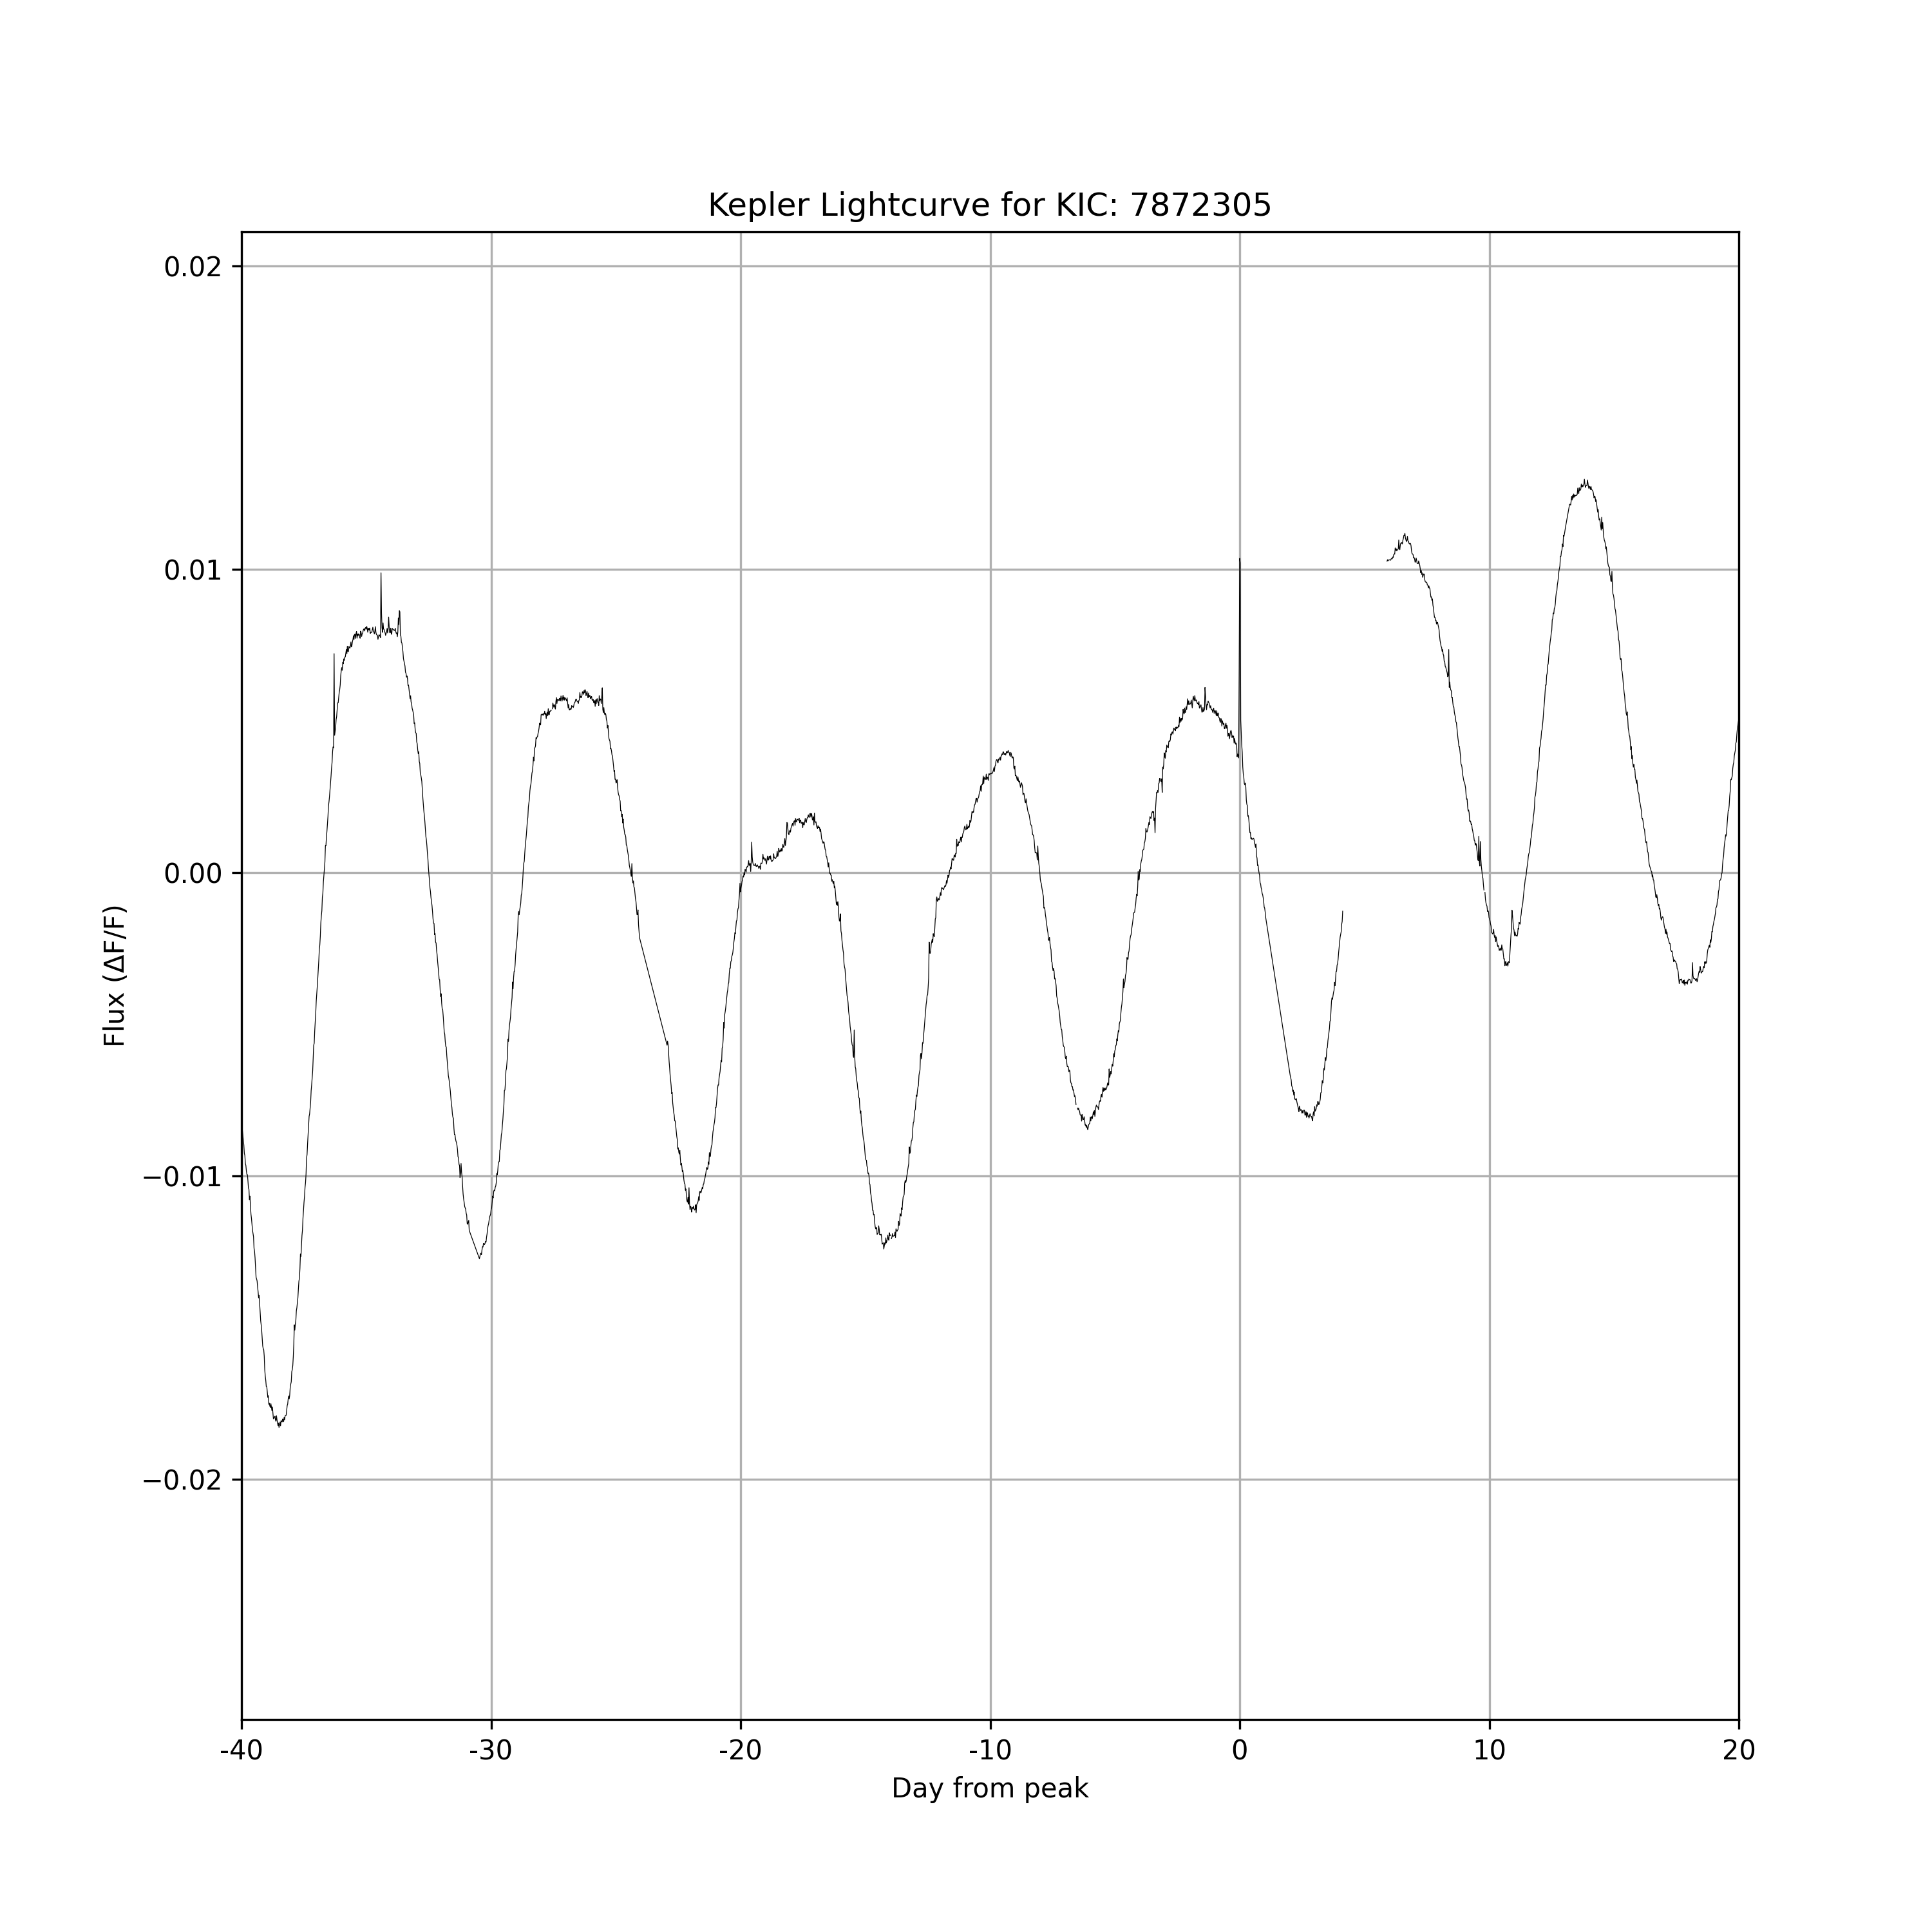 Kepler Lightcurve for KIC: 7872305
0.02
0.01
0.00
−0.01
−0.02
Flux (ΔF/F)
-40 -30 -20 -10 0 10 20
Day from peak